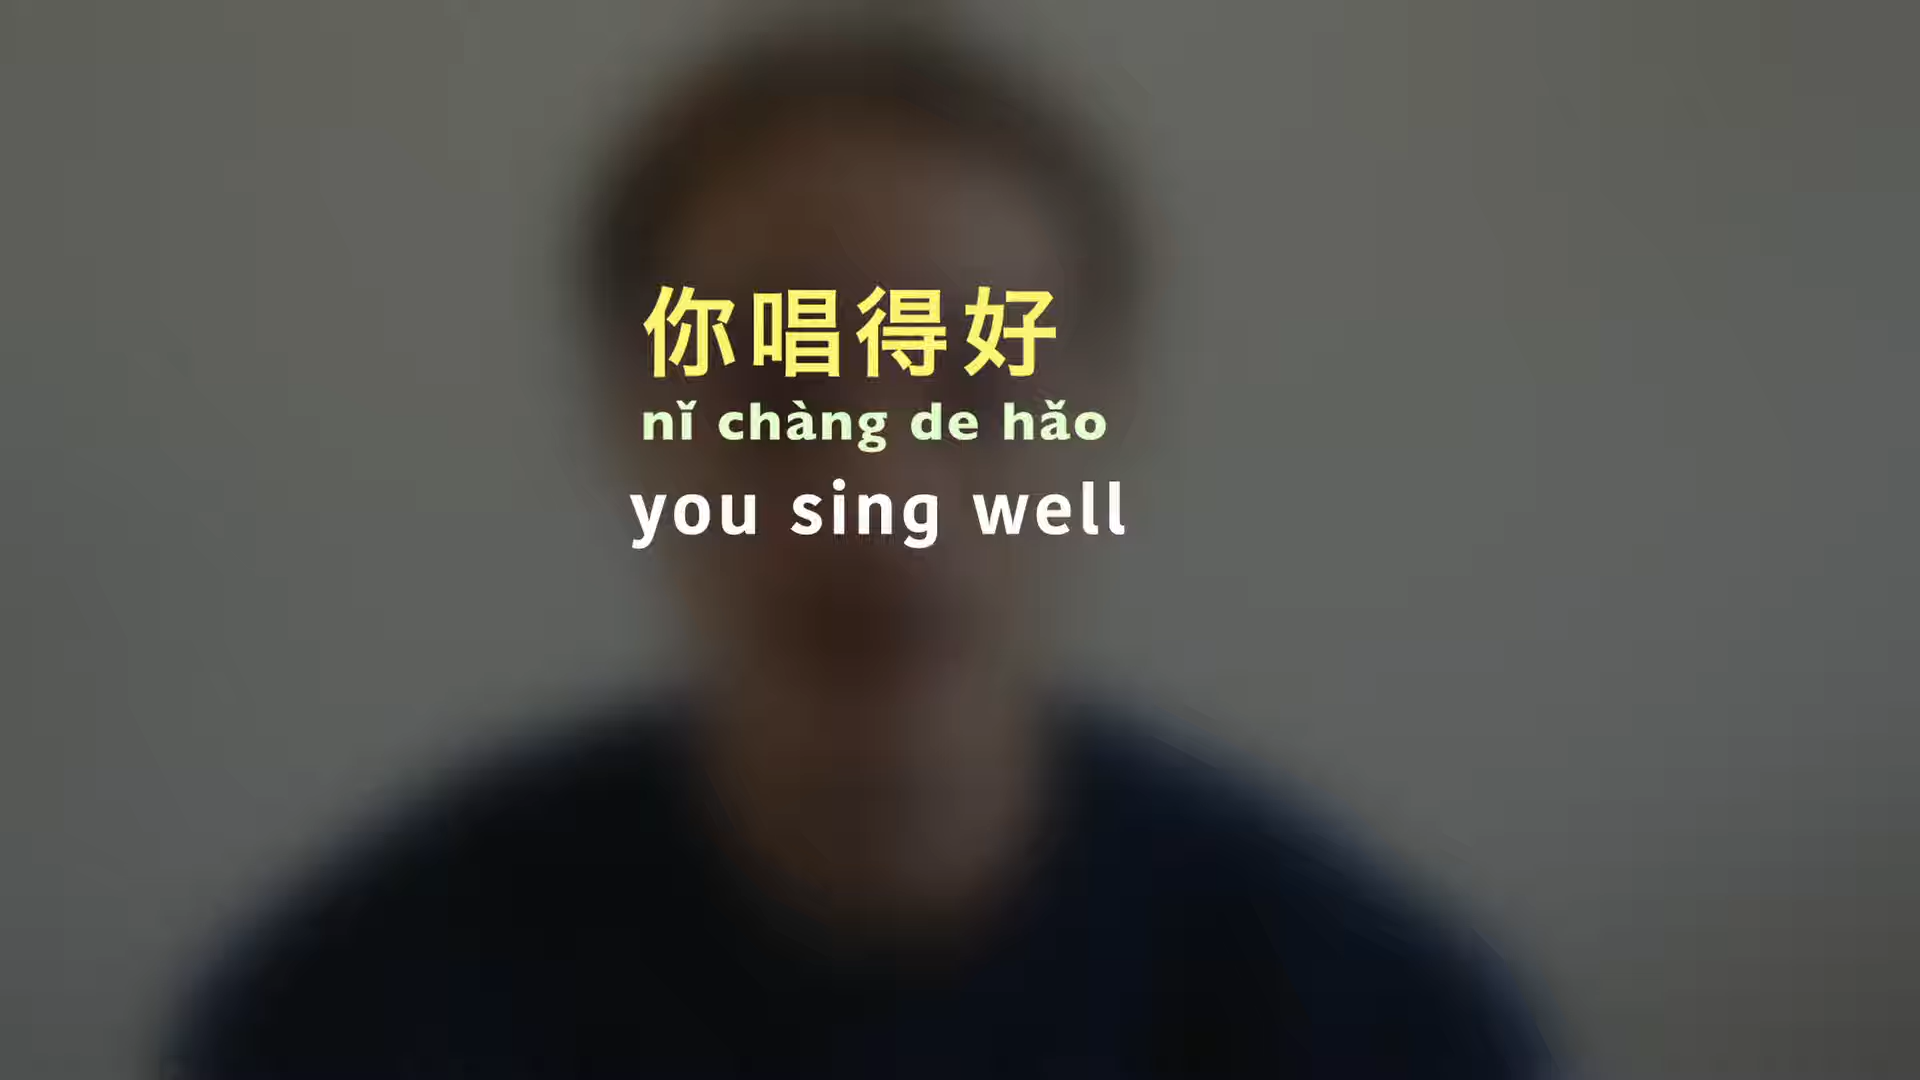 你唱得好
nǐ chàng de hǎo
you sing well